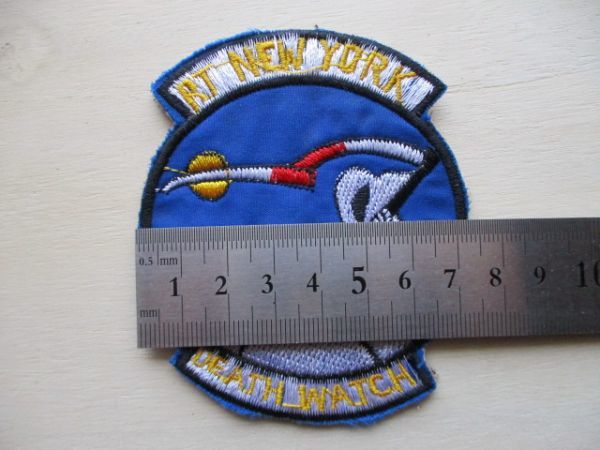 RT NEW YORK
0.5 mm
1 2 3 4 5 6 7 8 9 10
mm
DEATH WATCH